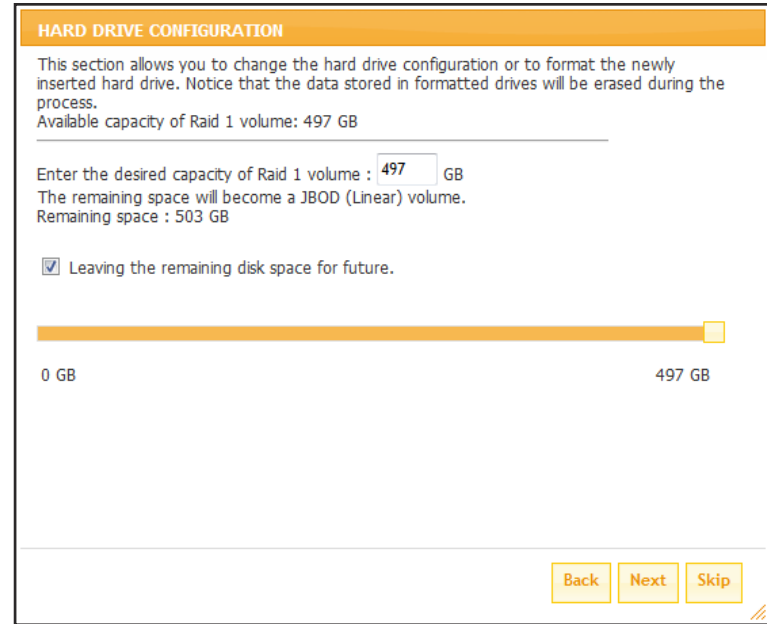 HARD DRIVE CONFIGURATION
This section allows you to change the hard drive configuration or to format the newly
inserted hard drive. Notice that the data stored in formatted drives will be erased during the
process.
Available capacity of Raid 1 volume: 497 GB
Enter the desired capacity of Raid 1 volume : 497 GB
The remaining space will become a JBOD (Linear) volume.
Remaining space : 503 GB
Leaving the remaining disk space for future.
0 GB 497 GB
Back Next Skip